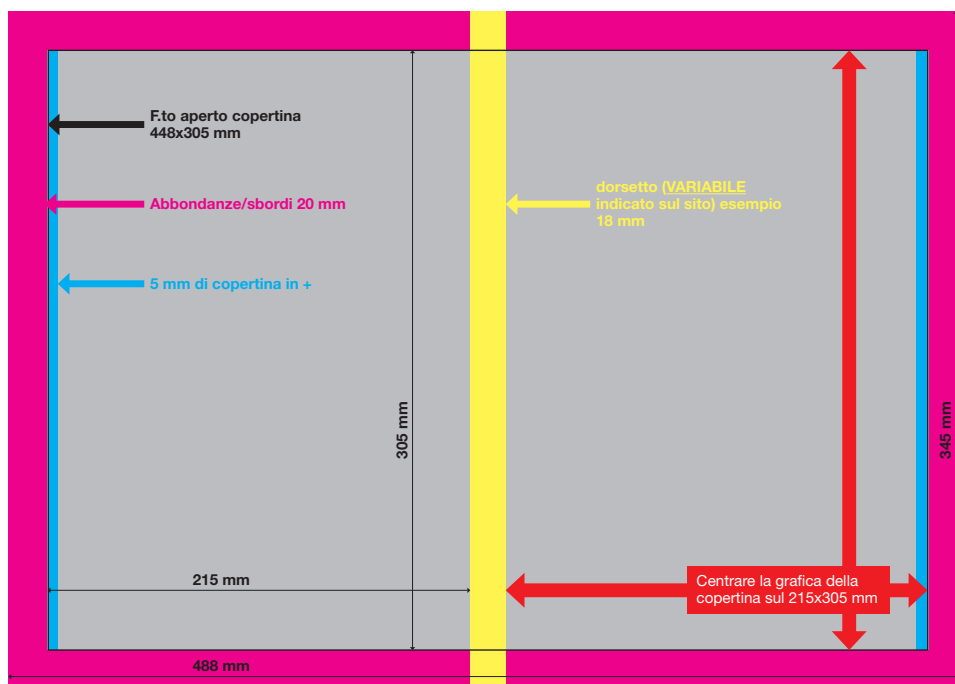 F.to aperto copertina
448x305 mm
Abbondanze/sbordi 20 mm
dorsetto (VARIABILE
indicato sul sito) esempio
18 mm
5 mm di copertina in +
305 mm
345 mm
215 mm
Centrare la grafica della
copertina sul 215x305 mm
488 mm